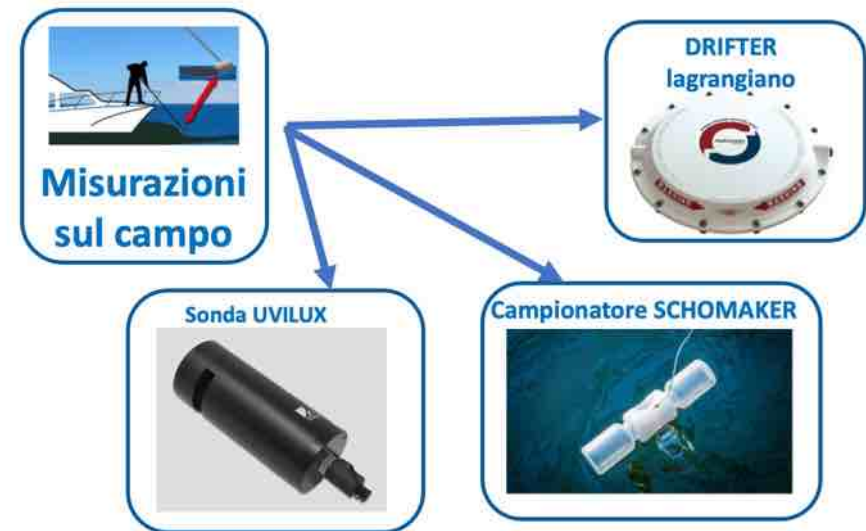 Misurazioni
sul campo
DRIFTER
lagrangiano
Sonda UVILUX
Campionatore SCHOMAKER